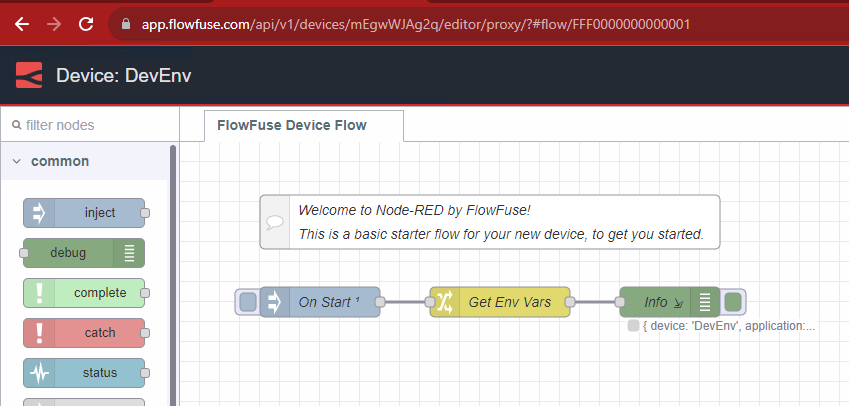 app.flowfuse.com/api/v1/devices/mEgwWJAg2q/editor/proxy/?#flow/FFF0000000000001
Device: DevEnv
filter nodes
FlowFuse Device Flow
common
inject
debug
complete
catch
status
Welcome to Node-RED by FlowFuse!
This is a basic starter flow for your new device, to get you started.
On Start ¹
Get Env Vars
Info
{ device: 'DevEnv', application:...